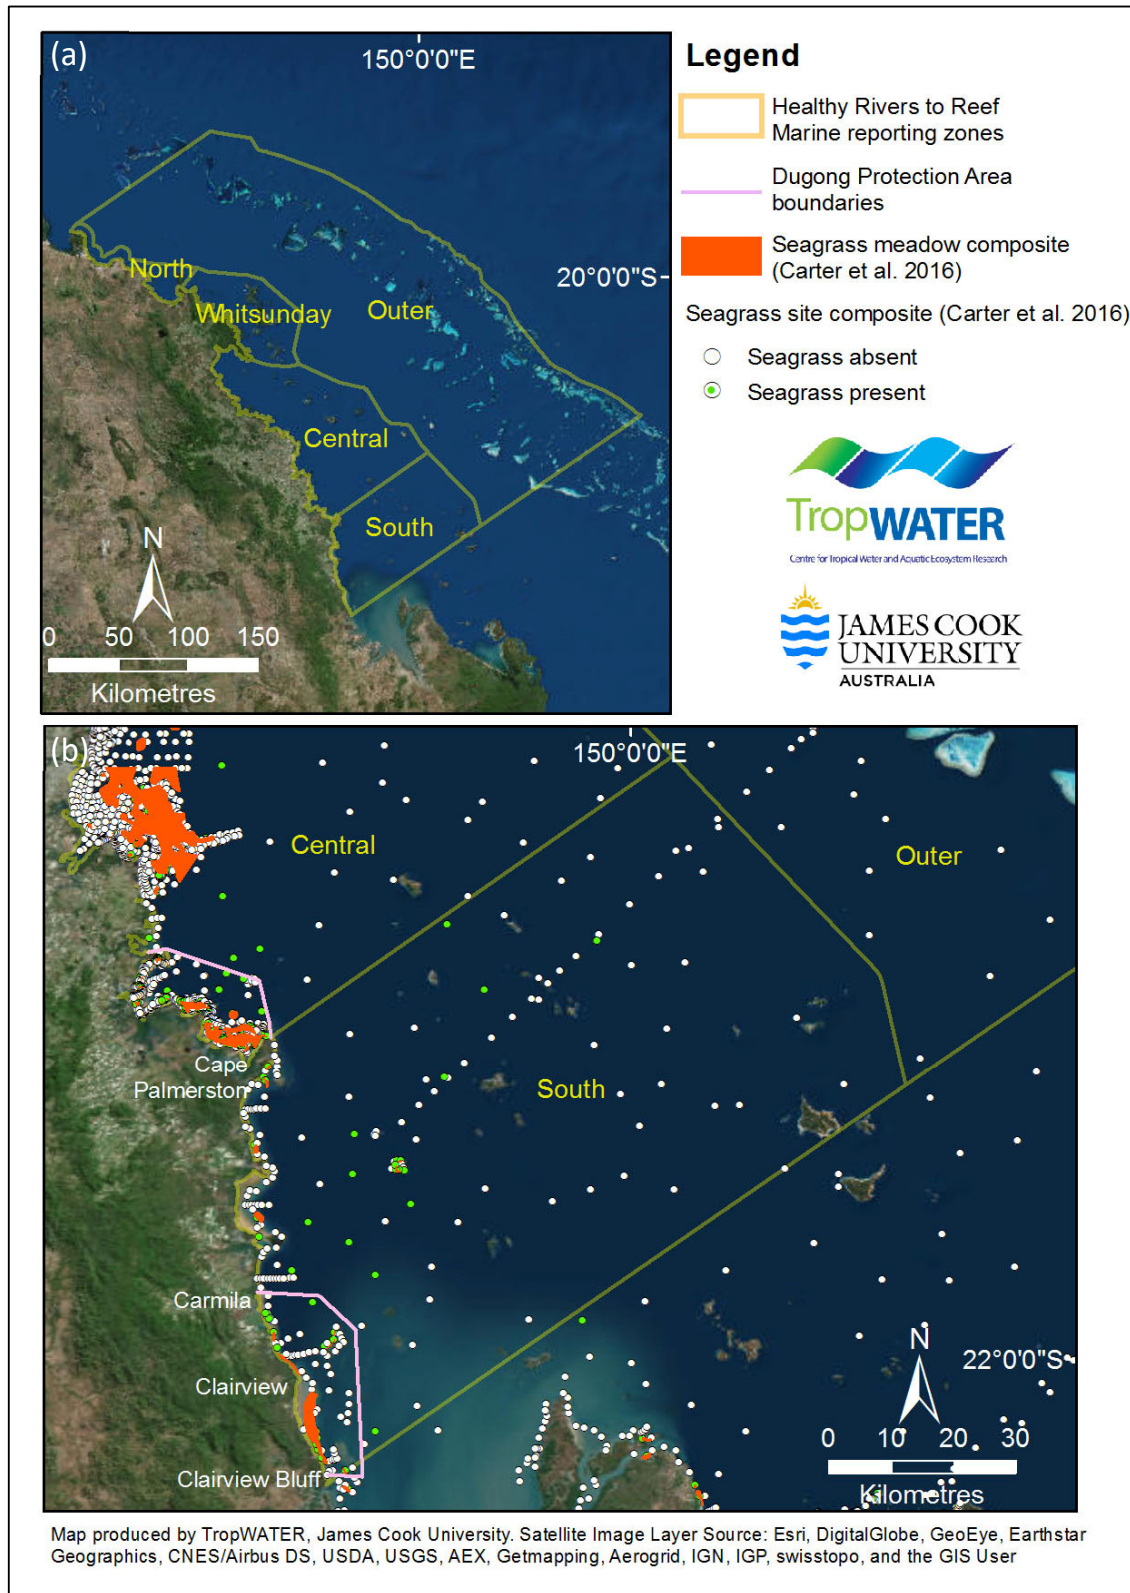 (a)
150°0'0"E
20°0'0"S
North
Whitsunday
Outer
Central
South
N
0 50 100 150
Kilometres
Legend
Healthy Rivers to Reef
Marine reporting zones
Dugong Protection Area
boundaries
Seagrass meadow composite
(Carter et al. 2016)
Seagrass site composite (Carter et al. 2016)
Seagrass absent
Seagrass present
TropWATER
Centre for Tropical Water and Aquatic Ecosystem Research
JAMES COOK
UNIVERSITY
AUSTRALIA
(b)
150°0'0"E
Central
Outer
Cape
Palmerston
South
Carmila
Clairview
Clairview Bluff
22°0'0"S
N
0 10 20 30
Kilometres
Map produced by TropWATER, James Cook University. Satellite Image Layer Source: Esri, DigitalGlobe, GeoEye, Earthstar
Geographics, CNES/Airbus DS, USDA, USGS, AEX, Getmapping, Aerogrid, IGN, IGP, swisstopo, and the GIS User